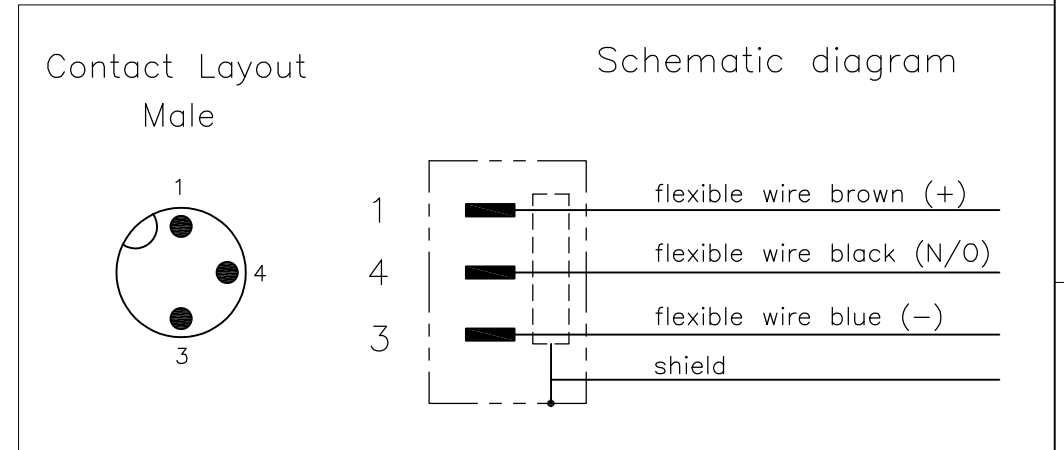 Contact Layout
Male
1
4
3
Schematic diagram
1
flexible wire brown (+)
4
flexible wire black (N/O)
3
flexible wire blue (−)
shield